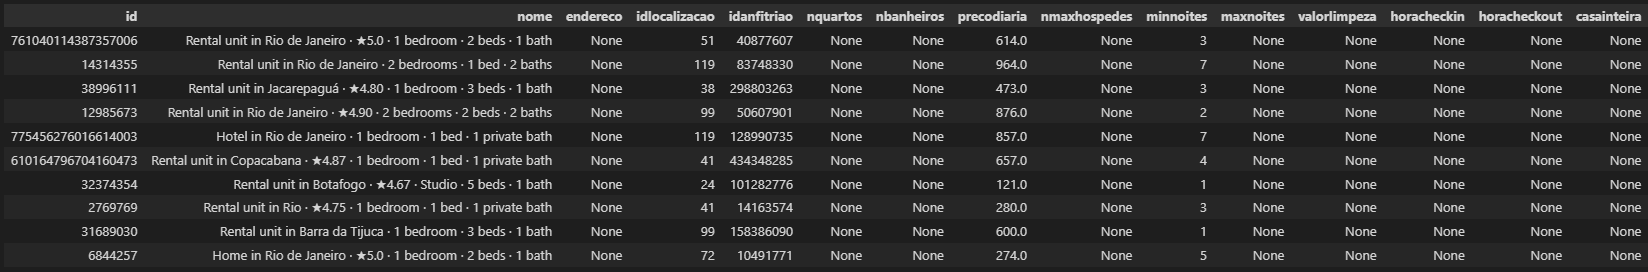 id nome endereco idlocalizacao idanfitriao nquartos nbanheiros precodiaria nmaxhospedes minnoites maxnoites valorlimpeza horacheckin horacheckout casainteira
761040114387357006 Rental unit in Rio de Janeiro · ★5.0 · 1 bedroom · 2 beds · 1 bath None 51 40877607 None None 614.0 None 3 None None None None None
14314355 Rental unit in Rio de Janeiro · 2 bedrooms · 1 bed · 2 baths None 119 83748330 None None 964.0 None 7 None None None None None
38996111 Rental unit in Jacarepaguá · ★4.80 · 1 bedroom · 3 beds · 1 bath None 38 298803263 None None 473.0 None 3 None None None None None
12985673 Rental unit in Rio de Janeiro · ★4.90 · 2 bedrooms · 2 beds · 2 baths None 99 50607901 None None 876.0 None 2 None None None None None
775456276016614003 Hotel in Rio de Janeiro · 1 bedroom · 1 bed · 1 private bath None 119 128990735 None None 857.0 None 7 None None None None None
610164796704160473 Rental unit in Copacabana · ★4.87 · 1 bedroom · 1 bed · 1 private bath None 41 434348285 None None 657.0 None 4 None None None None None
32374354 Rental unit in Botafogo · ★4.67 · Studio · 5 beds · 1 bath None 24 101282776 None None 121.0 None 1 None None None None None
2769769 Rental unit in Rio · ★4.75 · 1 bedroom · 1 bed · 1 private bath None 41 14163574 None None 280.0 None 3 None None None None None
31689030 Rental unit in Barra da Tijuca · 1 bedroom · 3 beds · 1 bath None 99 158386090 None None 600.0 None 1 None None None None None
6844257 Home in Rio de Janeiro · ★5.0 · 1 bedroom · 2 beds · 1 bath None 72 10491771 None None 274.0 None 5 None None None None None